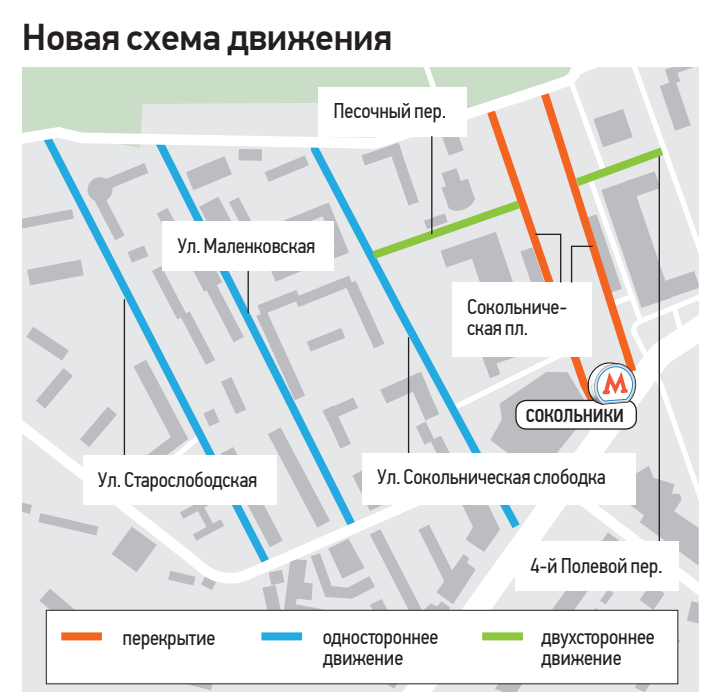 Новая схема движения
Песочный пер.
Ул. Маленковская
Сокольниче-
ская пл.
М
СОКОЛЬНИКИ
Ул. Старослободская
Ул. Сокольническая слободка
4-й Полевой пер.
перекрытие
одностороннее
движение
двухстороннее
движение